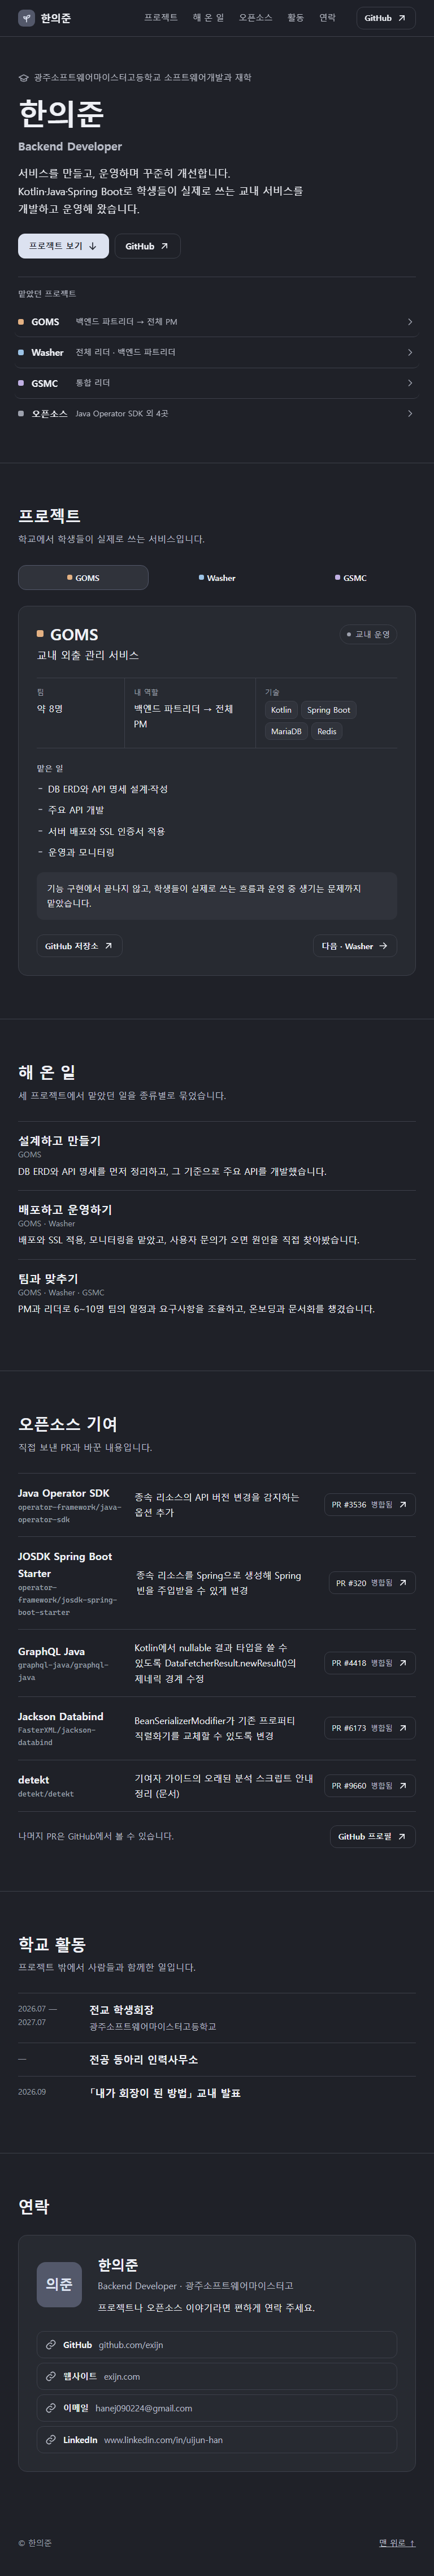 한의준
프로젝트 해 온 일 오픈소스 활동 연락 GitHub ↗
광주소프트웨어마이스터고등학교 소프트웨어개발과 재학
한의준
Backend Developer
서비스를 만들고, 운영하며 꾸준히 개선합니다.
Kotlin·Java·Spring Boot로 학생들이 실제로 쓰는 교내 서비스를
개발하고 운영해 왔습니다.
프로젝트 보기 ↓ GitHub ↗
맡았던 프로젝트
GOMS 백엔드 파트리더 → 전체 PM
Washer 전체 리더 · 백엔드 파트리더
GSMC 통합 리더
오픈소스 Java Operator SDK 외 4곳
프로젝트
학교에서 학생들이 실제로 쓰는 서비스입니다.
GOMS Washer GSMC
GOMS 교내 운영
교내 외출 관리 서비스
팀 내 역할 기술
약 8명 백엔드 파트리더 → 전체
PM
Kotlin Spring Boot
MariaDB Redis
맡은 일
– DB ERD와 API 명세 설계·작성
– 주요 API 개발
– 서버 배포와 SSL 인증서 적용
– 운영과 모니터링
기능 구현에서 끝나지 않고, 학생들이 실제로 쓰는 흐름과 운영 중 생기는 문제까지
맡았습니다.
GitHub 저장소 ↗ 다음 · Washer →
해 온 일
세 프로젝트에서 맡았던 일을 종류별로 묶었습니다.
설계하고 만들기
GOMS
DB ERD와 API 명세를 먼저 정리하고, 그 기준으로 주요 API를 개발했습니다.
배포하고 운영하기
GOMS · Washer
배포와 SSL 적용, 모니터링을 맡았고, 사용자 문의가 오면 원인을 직접 찾아봤습니다.
팀과 맞추기
GOMS · Washer · GSMC
PM과 리더로 6~10명 팀의 일정과 요구사항을 조율하고, 온보딩과 문서화를 챙겼습니다.
오픈소스 기여
직접 보낸 PR과 바꾼 내용입니다.
Java Operator SDK
operator-framework/java-
operator-sdk
종속 리소스의 API 버전 변경을 감지하는
옵션 추가
PR #3536 병합됨 ↗
JOSDK Spring Boot
Starter
operator-
framework/josdk-spring-
boot-starter
종속 리소스를 Spring으로 생성해 Spring
빈을 주입받을 수 있게 변경
PR #320 병합됨 ↗
GraphQL Java
graphql-java/graphql-
java
Kotlin에서 nullable 결과 타입을 쓸 수
있도록 DataFetcherResult.newResult()의
제네릭 경계 수정
PR #4418 병합됨 ↗
Jackson Databind
FasterXML/jackson-
databind
BeanSerializerModifier가 기존 프로퍼티
직렬화기를 교체할 수 있도록 변경
PR #6173 병합됨 ↗
detekt
detekt/detekt
기여자 가이드의 오래된 분석 스크립트 안내
정리 (문서)
PR #9660 병합됨 ↗
나머지 PR은 GitHub에서 볼 수 있습니다. GitHub 프로필 ↗
학교 활동
프로젝트 밖에서 사람들과 함께한 일입니다.
2026.07 —
2027.07
전교 학생회장
광주소프트웨어마이스터고등학교
— 전공 동아리 인력사무소
2026.09 「내가 회장이 된 방법」 교내 발표
연락
의준
한의준
Backend Developer · 광주소프트웨어마이스터고
프로젝트나 오픈소스 이야기라면 편하게 연락 주세요.
GitHub github.com/exijn
웹사이트 exijn.com
이메일 hanej090224@gmail.com
LinkedIn www.linkedin.com/in/uijun-han
© 한의준 맨 위로 ↑